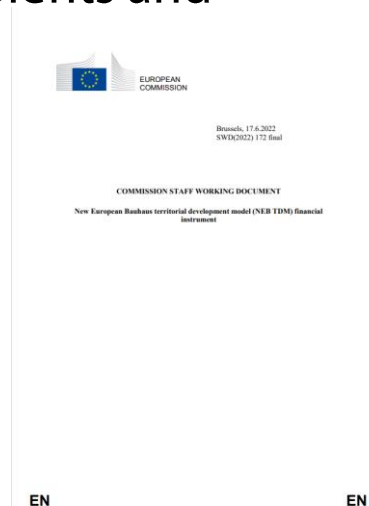 ments and
EUROPEAN
COMMISSION
Brussels, 17.6.2022
SWD(2022) 172 final
COMMISSION STAFF WORKING DOCUMENT
New European Bauhaus territorial development model (NEB TDM) financial
instrument
EN EN